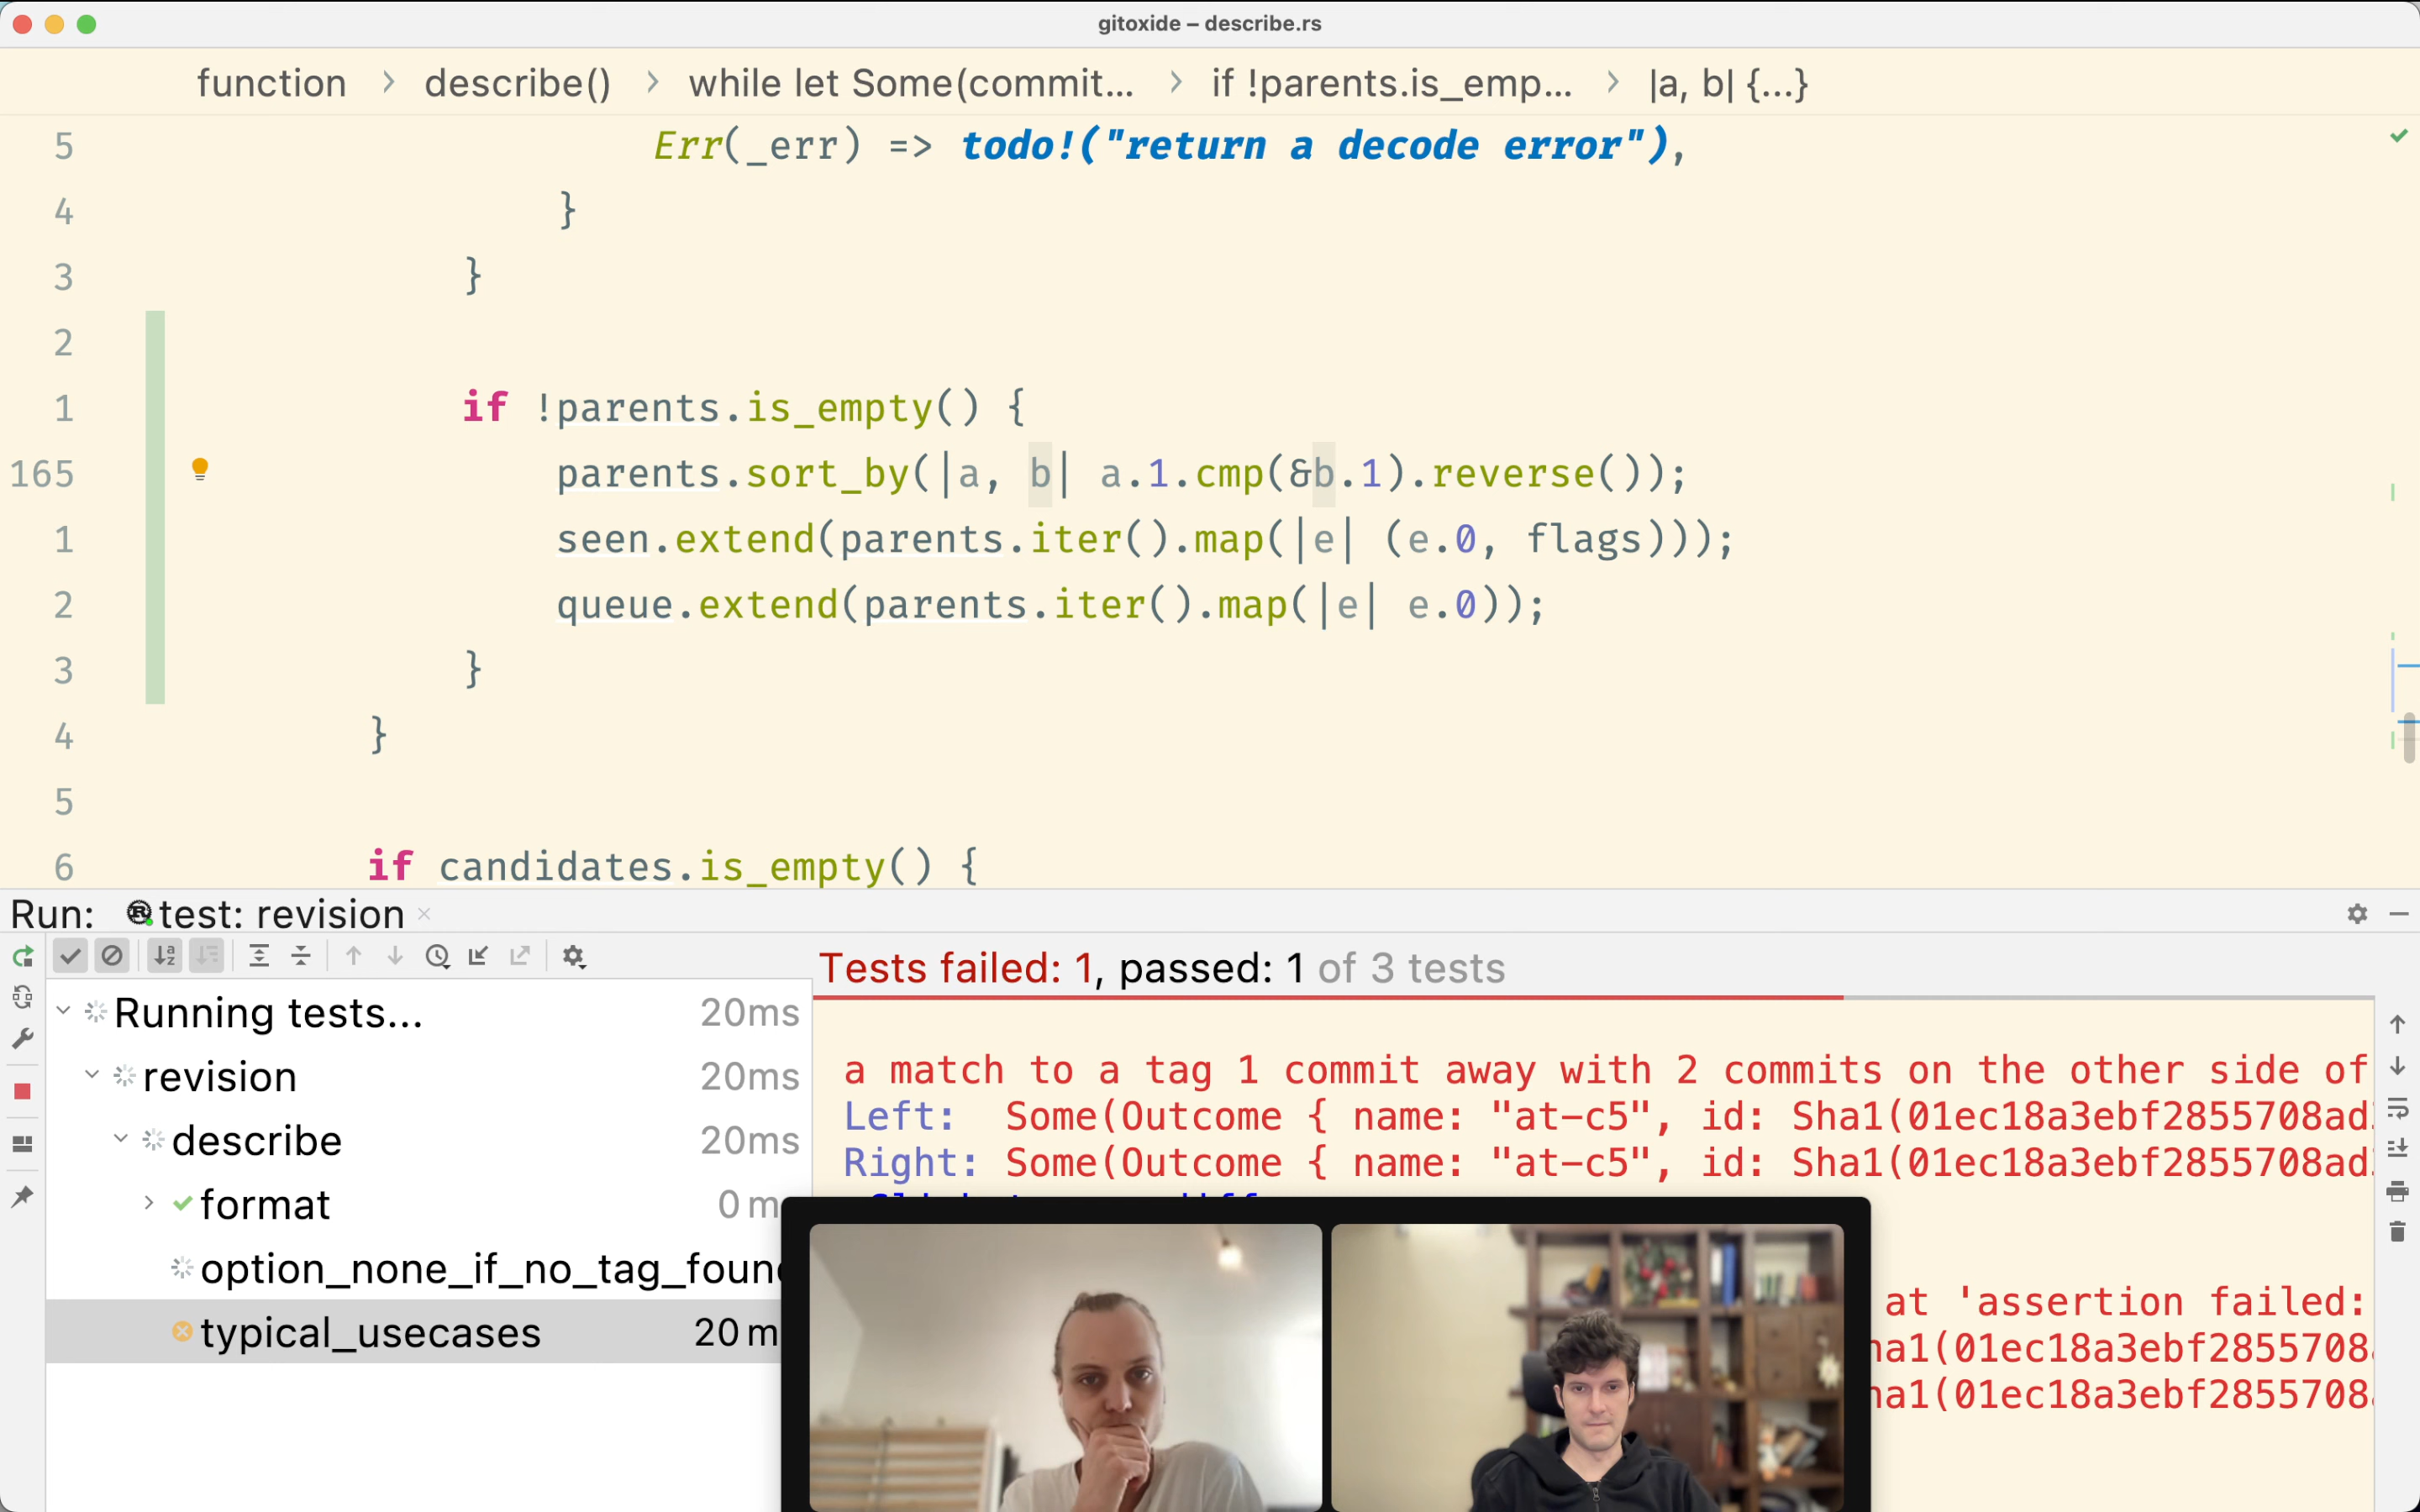 gitoxide – describe.rs
function > describe() > while let Some(commit... > if !parents.is_emp... > |a, b| {...}
5 Err(_err) => todo!("return a decode error"),
4 }
3 }
2
1 if !parents.is_empty() {
165 parents.sort_by(|a, b| a.1.cmp(&b.1).reverse());
1 seen.extend(parents.iter().map(|e| (e.0, flags)));
2 queue.extend(parents.iter().map(|e| e.0));
3 }
4 }
5
6 if candidates.is_empty() {
Run: test: revision
Tests failed: 1, passed: 1 of 3 tests
Running tests... 20ms
revision 20ms
describe 20ms
format 0 m
option_none_if_no_tag_foun
typical_usecases 20 m
a match to a tag 1 commit away with 2 commits on the other side of
Left: Some(Outcome { name: "at-c5", id: Sha1(01ec18a3ebf2855708ad
Right: Some(Outcome { name: "at-c5", id: Sha1(01ec18a3ebf2855708ad
at 'assertion failed:
ha1(01ec18a3ebf2855708
ha1(01ec18a3ebf2855708